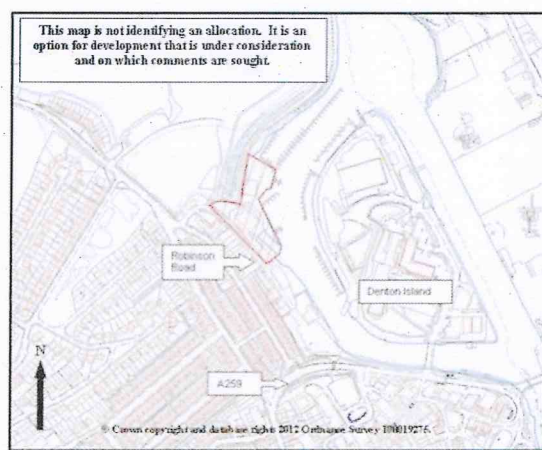 This map is not identifying an allocation. It is an
option for development that is under consideration
and on which comments are sought.
Robinson
Road
Denton Island
A259
N
© Crown copyright and database rights 2012 Ordnance Survey 100019275.